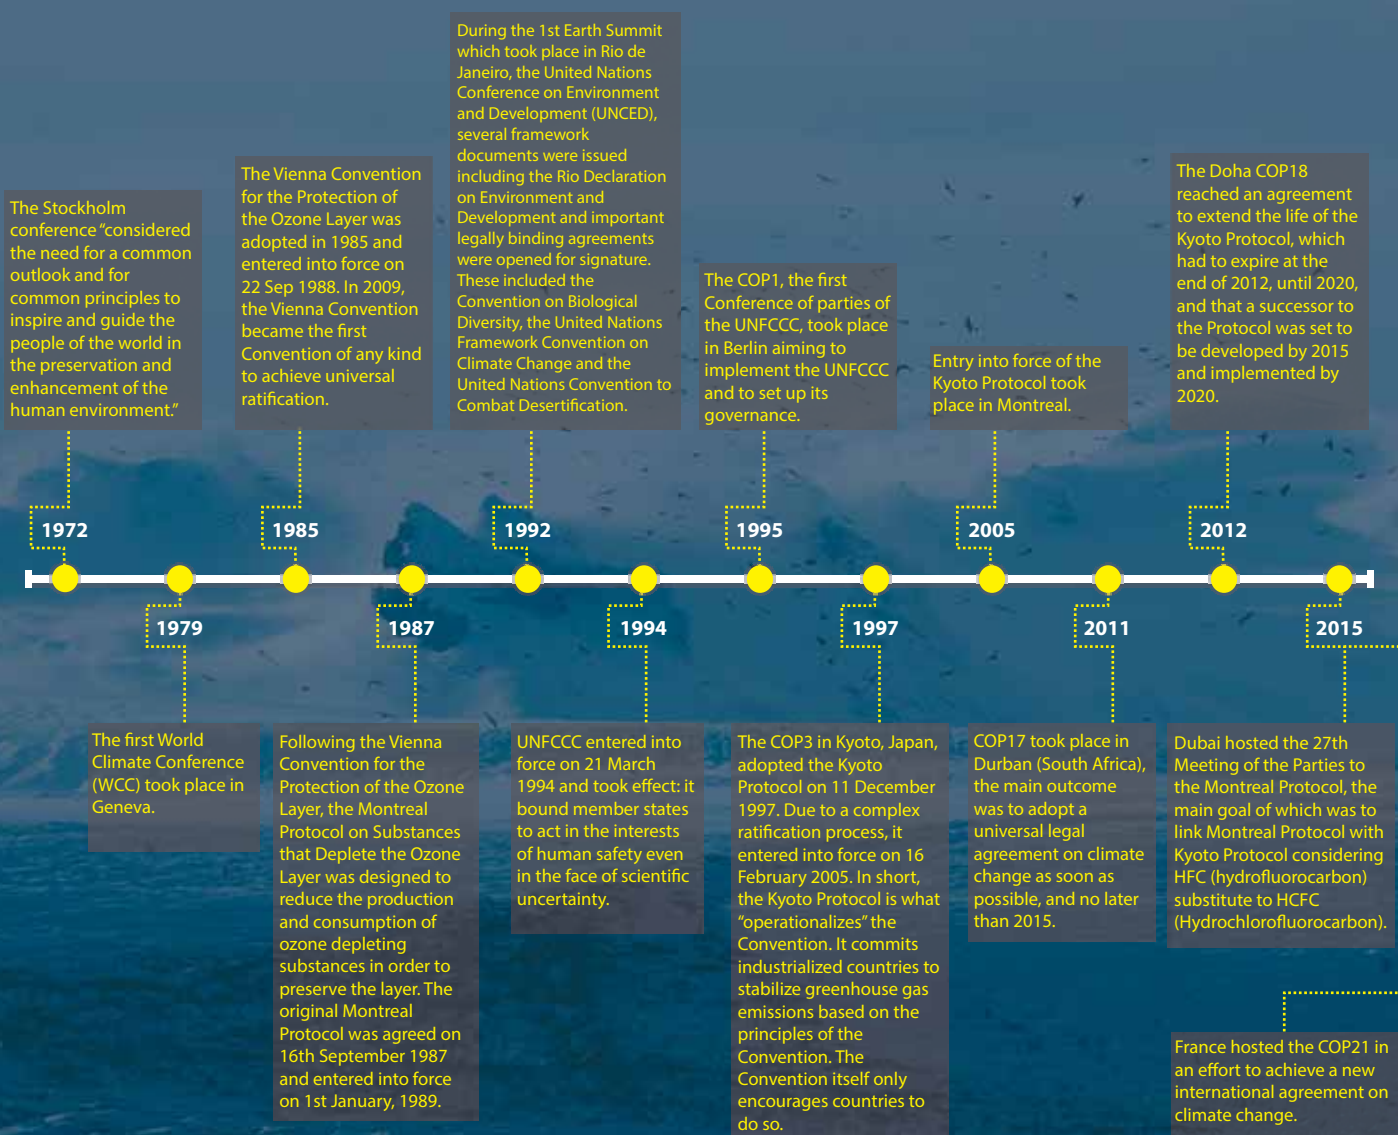 The Stockholm
conference “considered
the need for a common
outlook and for
common principles to
inspire and guide the
people of the world in
the preservation and
enhancement of the
human environment.”
1972
The first World
Climate Conference
(WCC) took place in
Geneva.
1979
The Vienna Convention
for the Protection of
the Ozone Layer was
adopted in 1985 and
entered into force on
22 Sep 1988. In 2009,
the Vienna Convention
became the first
Convention of any kind
to achieve universal
ratification.
1985
1987
Following the Vienna
Convention for the
Protection of the Ozone
Layer, the Montreal
Protocol on Substances
that Deplete the Ozone
Layer was designed to
reduce the production
and consumption of
ozone depleting
substances in order to
preserve the layer. The
original Montreal
Protocol was agreed on
16th September 1987
and entered into force
on 1st January, 1989.
During the 1st Earth Summit
which took place in Rio de
Janeiro, the United Nations
Conference on Environment
and Development (UNCED),
several framework
documents were issued
including the Rio Declaration
on Environment and
Development and important
legally binding agreements
were opened for signature.
These included the
Convention on Biological
Diversity, the United Nations
Framework Convention on
Climate Change and the
United Nations Convention to
Combat Desertification.
1992
1994
UNFCCC entered into
force on 21 March
1994 and took effect: it
bound member states
to act in the interests
of human safety even
in the face of scientific
uncertainty.
The COP1, the first
Conference of parties of
the UNFCCC, took place
in Berlin aiming to
implement the UNFCCC
and to set up its
governance.
1995
1997
The COP3 in Kyoto, Japan,
adopted the Kyoto
Protocol on 11 December
1997. Due to a complex
ratification process, it
entered into force on 16
February 2005. In short,
the Kyoto Protocol is what
“operationalizes” the
Convention. It commits
industrialized countries to
stabilize greenhouse gas
emissions based on the
principles of the
Convention. The
Convention itself only
encourages countries to
do so.
Entry into force of the
Kyoto Protocol took
place in Montreal.
2005
2011
COP17 took place in
Durban (South Africa),
the main outcome
was to adopt a
universal legal
agreement on climate
change as soon as
possible, and no later
than 2015.
The Doha COP18
reached an agreement
to extend the life of the
Kyoto Protocol, which
had to expire at the
end of 2012, until 2020,
and that a successor to
the Protocol was set to
be developed by 2015
and implemented by
2020.
2012
2015
Dubai hosted the 27th
Meeting of the Parties to
the Montreal Protocol, the
main goal of which was to
link Montreal Protocol with
Kyoto Protocol considering
HFC (hydrofluorocarbon)
substitute to HCFC
(Hydrochlorofluorocarbon).
France hosted the COP21 in
an effort to achieve a new
international agreement on
climate change.